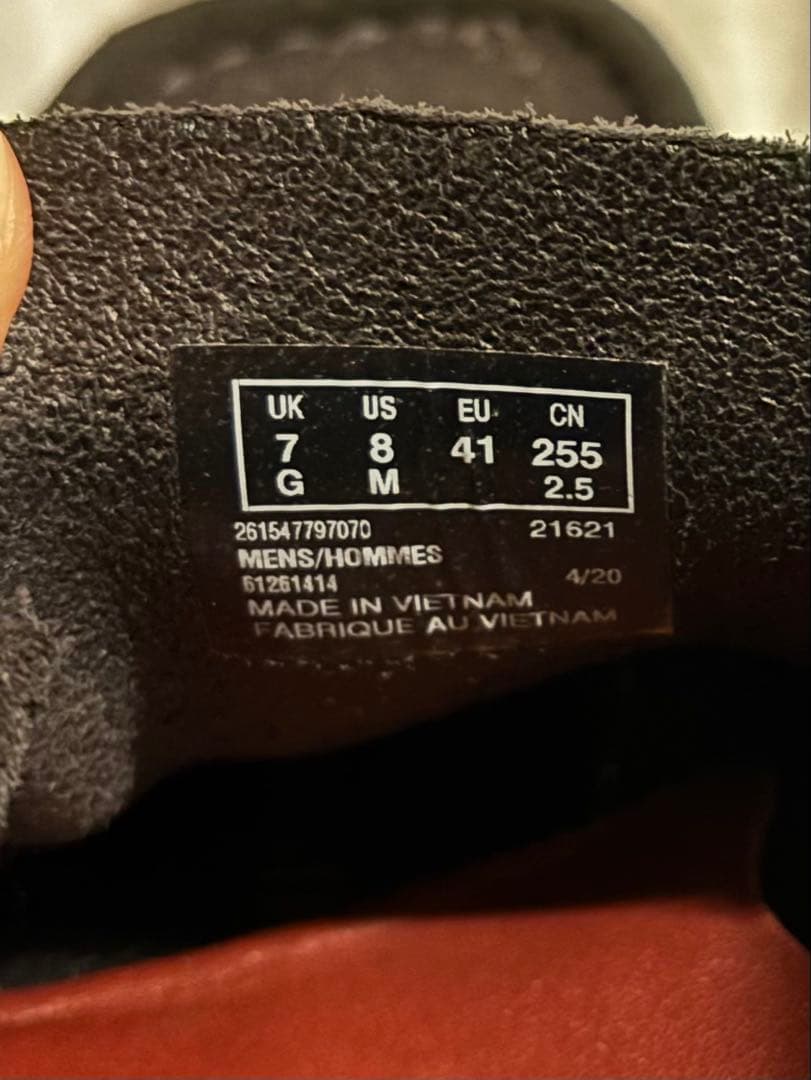 UK US EU CN
7 8 41 255
G M 2.5
261547797070 21621
MENS/HOMMES
61261414 4/20
MADE IN VIETNAM
FABRIQUE AU VIETNAM